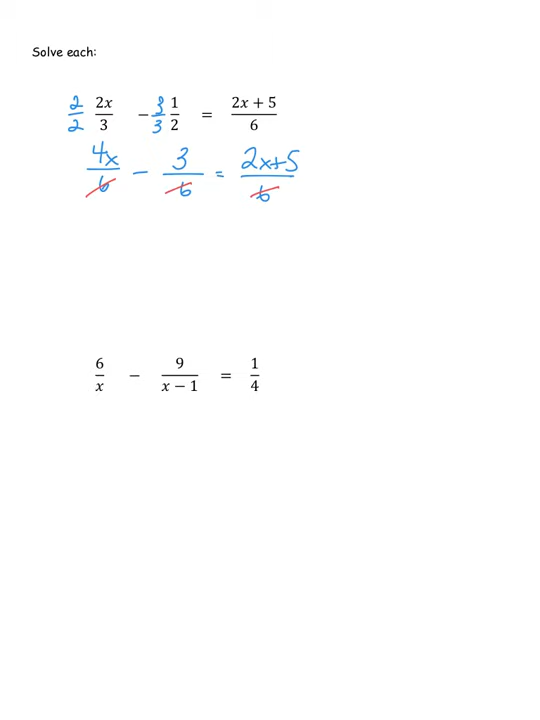 Solve each:
2/2 2x/3 − 3/3 1/2 = 2x + 5/6
4x/6 − 3/6 = 2x+5/6
6/x − 9/x − 1 = 1/4